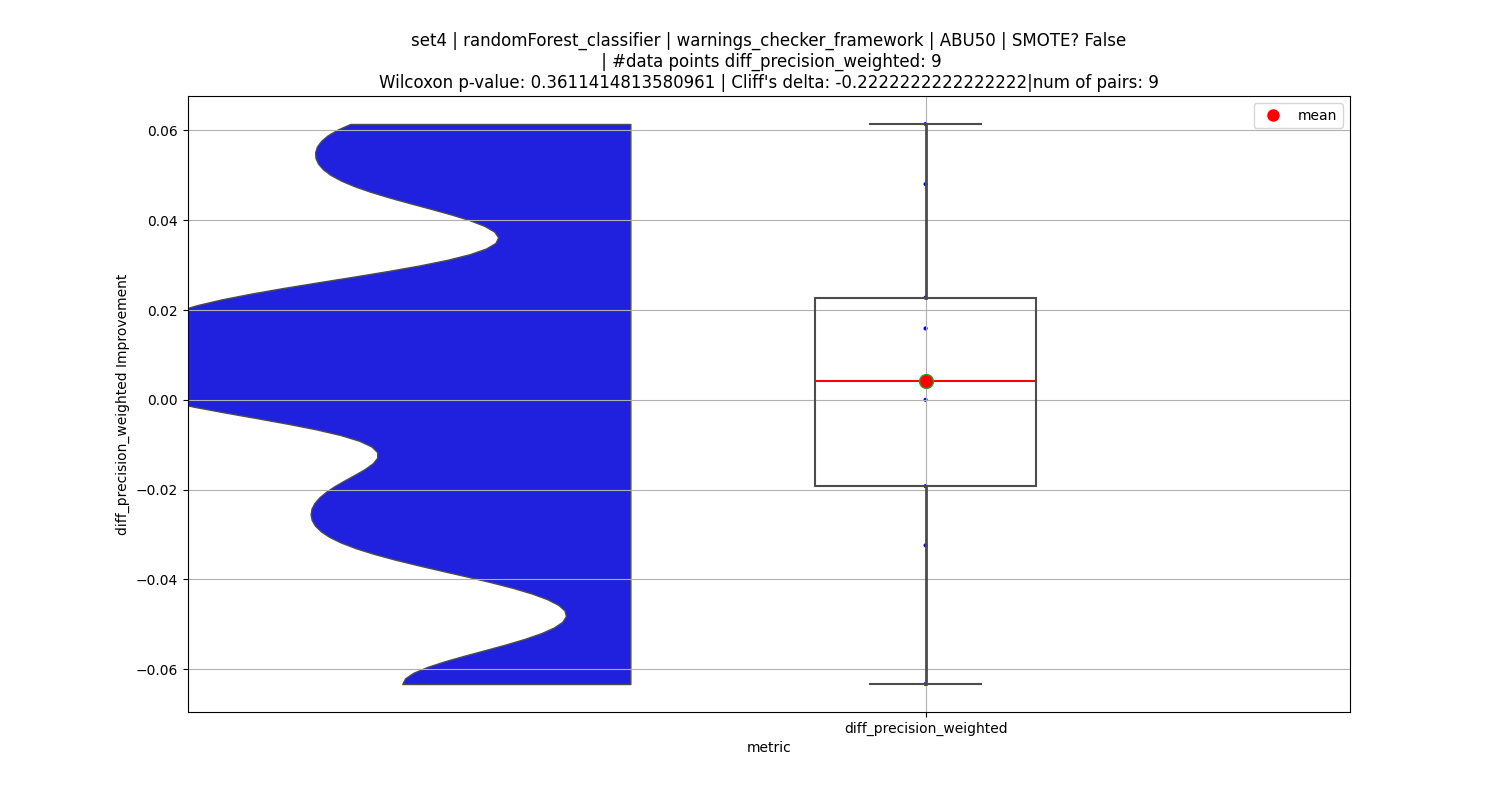 set4 | randomForest_classifier | warnings_checker_framework | ABU50 | SMOTE? False
| #data points diff_precision_weighted: 9
Wilcoxon p-value: 0.3611414813580961 | Cliff's delta: -0.2222222222222222|num of pairs: 9
mean
0.06
0.04
0.02
0.00
−0.02
−0.04
−0.06
diff_precision_weighted Improvement
diff_precision_weighted
metric